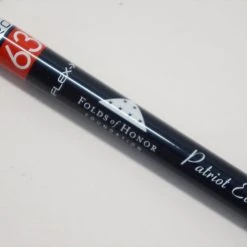 63
FLEX-
FOLDS of HONOR
FOUNDATION
Patriot